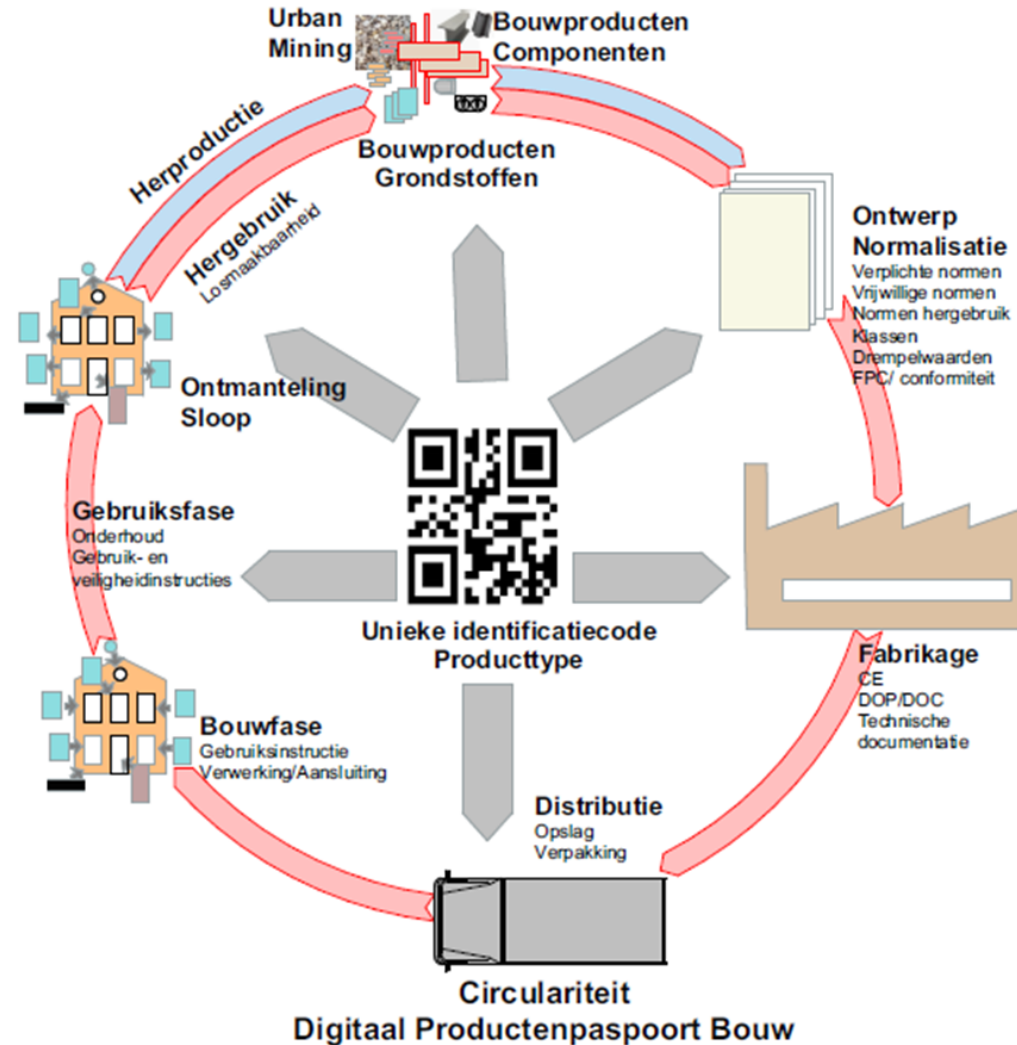 Urban
Mining
Bouwproducten
Componenten
Bouwproducten
Grondstoffen
Herproductie
Hergebruik
Losmaakbaarheid
Ontwerp
Normalisatie
Verplichte normen
Vrijwillige normen
Normen hergebruik
Klassen
Drempelwaarden
FPC/ conformiteit
Ontmanteling
Sloop
Gebruiksfase
Onderhoud
Gebruik- en
veiligheidinstructies
Unieke identificatiecode
Producttype
Fabrikage
CE
DOP/DOC
Technische
documentatie
Bouwfase
Gebruiksinstructie
Verwerking/Aansluiting
Distributie
Opslag
Verpakking
Circulariteit
Digitaal Productenpaspoort Bouw